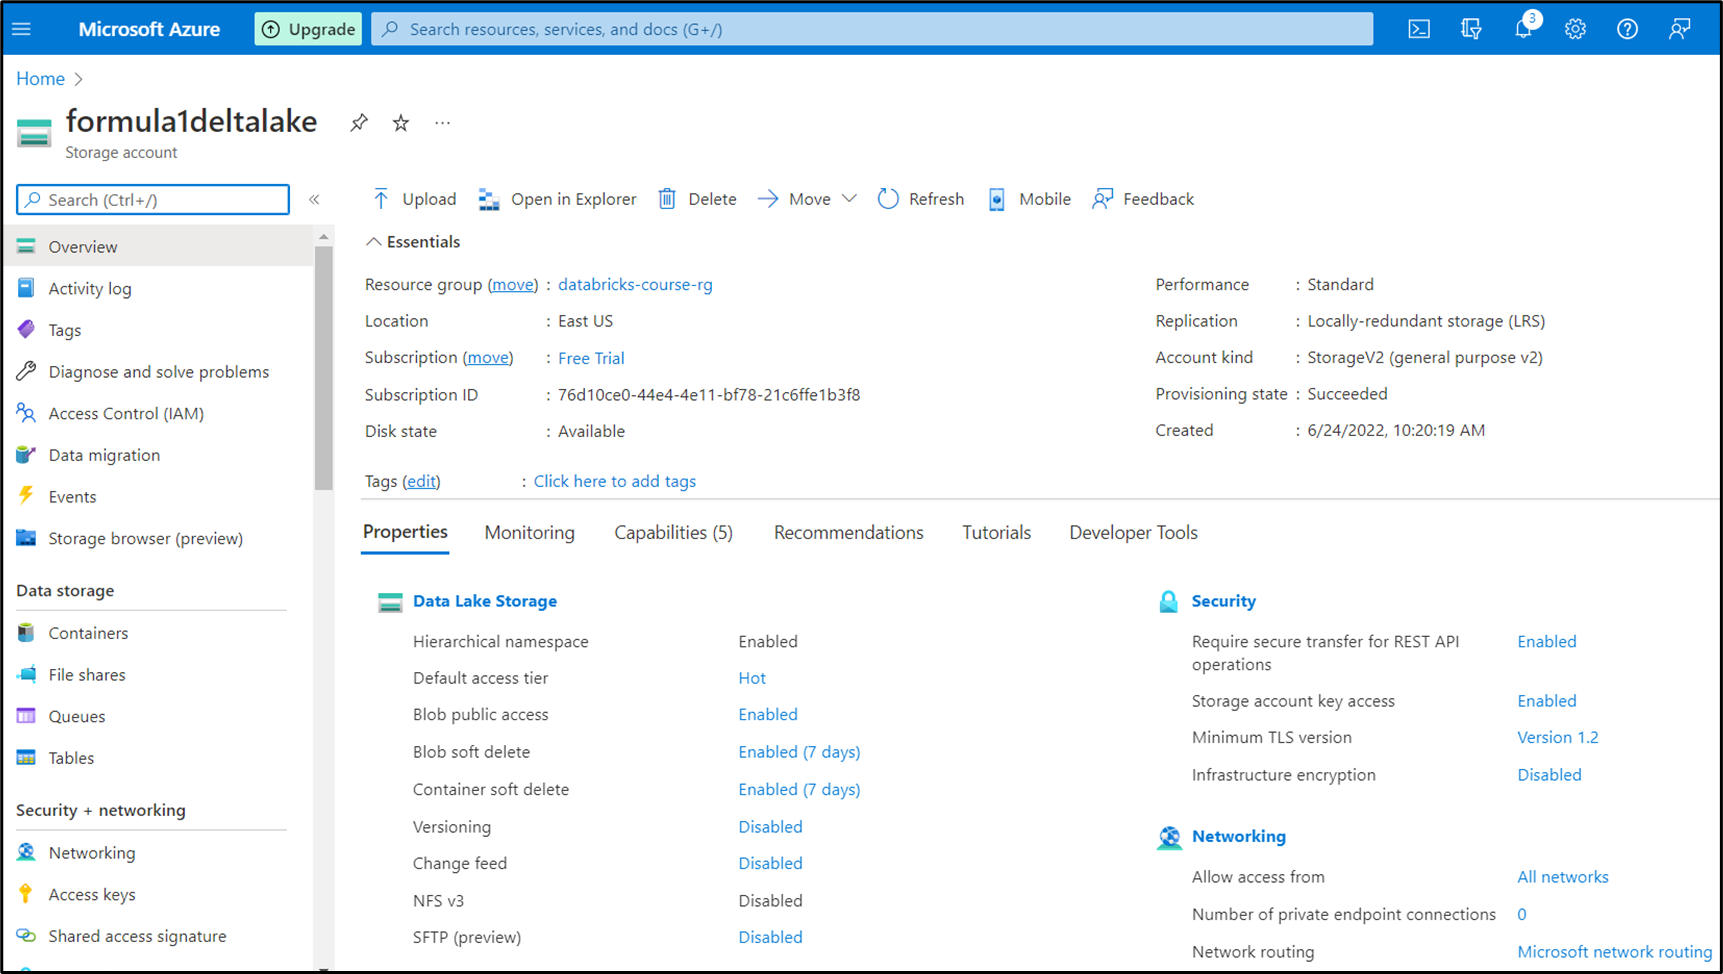 Microsoft Azure
Upgrade
Search resources, services, and docs (G+/)
3
Home
formula1deltalake
...
Storage account
Search (Ctrl+/)
«
Overview
Activity log
Tags
Diagnose and solve problems
Access Control (IAM)
Data migration
Events
Storage browser (preview)
Data storage
Containers
File shares
Queues
Tables
Security + networking
Networking
Access keys
Shared access signature
Upload
Open in Explorer
Delete
Move
Refresh
Mobile
Feedback
Essentials
Resource group (move) : databricks-course-rg
Location : East US
Subscription (move) : Free Trial
Subscription ID : 76d10ce0-44e4-4e11-bf78-21c6ffe1b3f8
Disk state : Available
Performance : Standard
Replication : Locally-redundant storage (LRS)
Account kind : StorageV2 (general purpose v2)
Provisioning state : Succeeded
Created : 6/24/2022, 10:20:19 AM
Tags (edit) : Click here to add tags
Properties
Monitoring
Capabilities (5)
Recommendations
Tutorials
Developer Tools
Data Lake Storage
Hierarchical namespace Enabled
Default access tier Hot
Blob public access Enabled
Blob soft delete Enabled (7 days)
Container soft delete Enabled (7 days)
Versioning Disabled
Change feed Disabled
NFS v3 Disabled
SFTP (preview) Disabled
Security
Require secure transfer for REST API Enabled
operations
Storage account key access Enabled
Minimum TLS version Version 1.2
Infrastructure encryption Disabled
Networking
Allow access from All networks
Number of private endpoint connections 0
Network routing Microsoft network routing